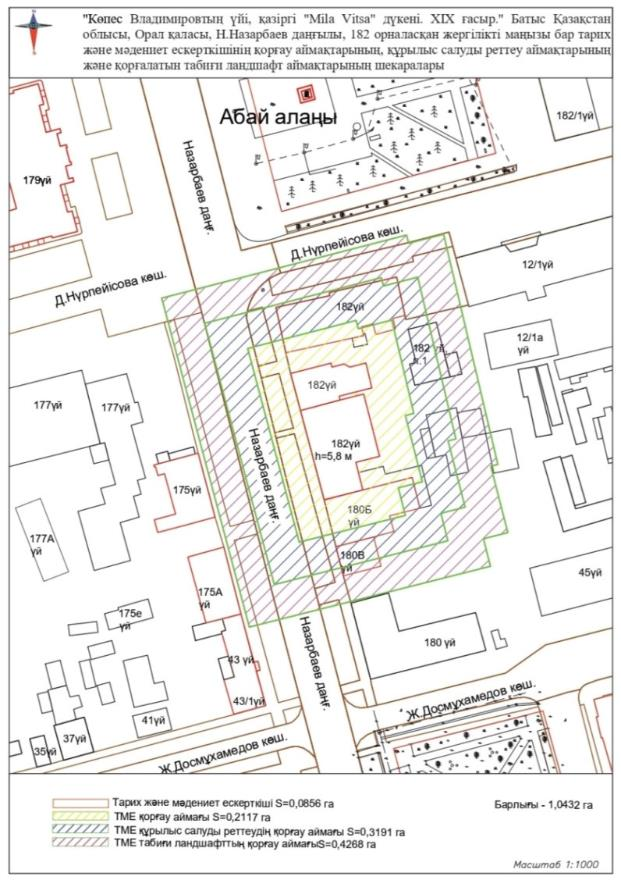 "Көпес Владимировтың үйі, қазіргі "Mila Vitsa" дүкені. XIX ғасыр." Батыс Қазақстан
облысы, Орал қаласы, Н.Назарбаев даңғылы, 182 орналасқан жергілікті маңызы бар тарих
және мәдениет ескерткішінің қорғау аймақтарының, құрылыс салуды реттеу аймақтарының
және қорғалатын табиғи ландшафт аймақтарының шекаралары
Абай алаңы
182/1үй
179үй
Назарбаев даңғ.
Д.Нүрпейісова көш.
12/1үй
Д.Нүрпейісова көш.
182үй
12/1а
үй
182
182үй
177үй
177үй
182үй
h=5,8 м
Назарбаев даңғ.
175үй
180Б
үй
177А
үй
180В
үй
175А
үй
45үй
175е
үй
180 үй
43 үй
Назарбаев даңғ.
43/1үй
Ж.Досмұхамедов көш.
41үй
37үй
35үй
Ж.Досмұхамедов көш.
Тарих және мәдениет ескерткіші S=0,0856 га
Барлығы - 1,0432 га
ТМЕ қорғау аймағы S=0,2117 га
ТМЕ құрылыс салуды реттеудің қорғау аймағы S=0,3191 га
ТМЕ табиғи ландшафттың қорғау аймағыS=0,4268 га
Масштаб 1:1000